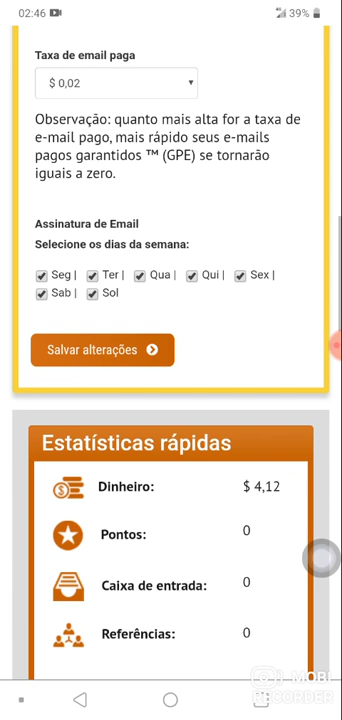 02:46 39%
Taxa de email paga
$ 0,02
Observação: quanto mais alta for a taxa de
e-mail pago, mais rápido seus e-mails
pagos garantidos ™ (GPE) se tornarão
iguais a zero.
Assinatura de Email
Selecione os dias da semana:
Seg | Ter | Qua | Qui | Sex |
Sab | Sol
Salvar alterações
Estatísticas rápidas
Dinheiro: $ 4,12
Pontos: 0
Caixa de entrada: 0
Referências: 0
MOBI
RECORDER